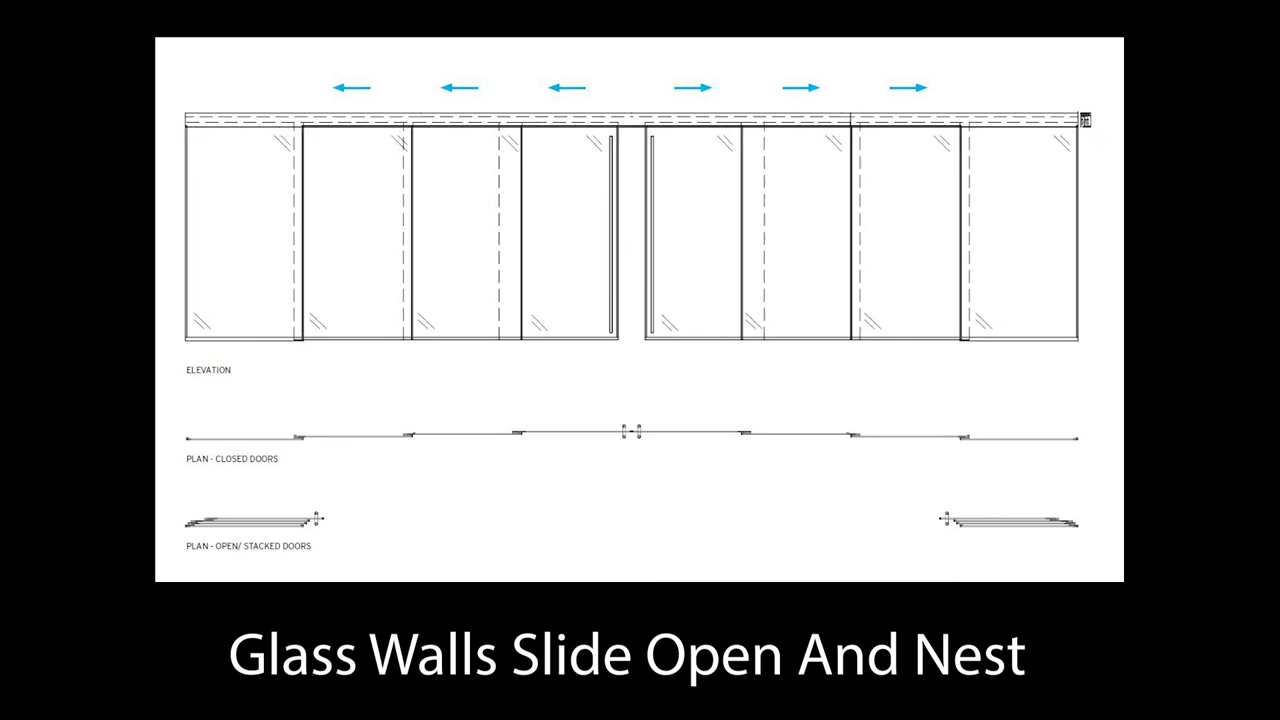 ELEVATION
PLAN - CLOSED DOORS
PLAN - OPEN/ STACKED DOORS
Glass Walls Slide Open And Nest